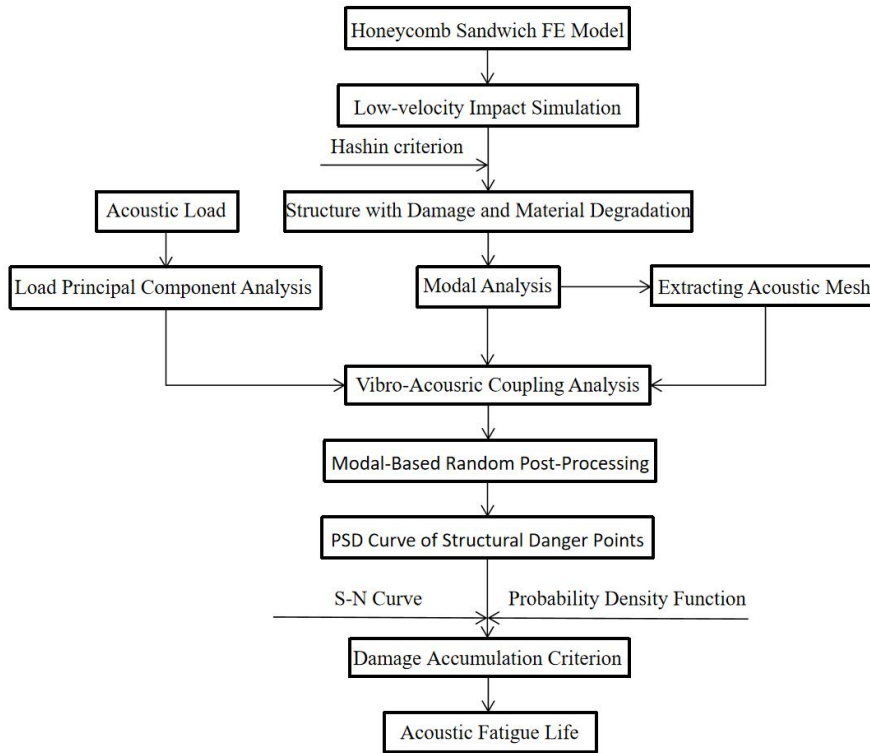 Honeycomb Sandwich FE Model
Low-velocity Impact Simulation
Hashin criterion
Acoustic Load
Structure with Damage and Material Degradation
Load Principal Component Analysis
Modal Analysis
Extracting Acoustic Mesh
Vibro-Acousric Coupling Analysis
Modal-Based Random Post-Processing
PSD Curve of Structural Danger Points
S-N Curve
Probability Density Function
Damage Accumulation Criterion
Acoustic Fatigue Life